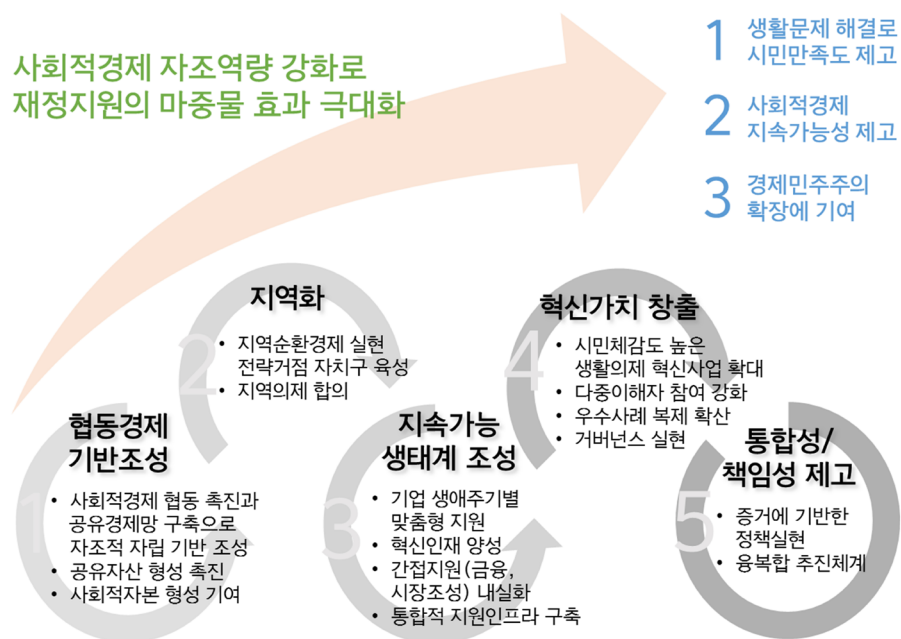 사회적경제 자조역량 강화로
재정지원의 마중물 효과 극대화
1 생활문제 해결로
시민만족도 제고
2 사회적경제
지속가능성 제고
3 경제민주주의
확장에 기여
1
협동경제
기반조성
• 사회적경제 협동 촉진과
공유경제망 구축으로
자조적 자립 기반 조성
• 공유자산 형성 촉진
• 사회적자본 형성 기여
2
지역화
• 지역순환경제 실현
전략거점 자치구 육성
• 지역의제 합의
3
지속가능
생태계 조성
• 기업 생애주기별
맞춤형 지원
• 혁신인재 양성
• 간접지원(금융,
시장조성) 내실화
• 통합적 지원인프라 구축
4
혁신가치 창출
• 시민체감도 높은
생활의제 혁신사업 확대
• 다중이해자 참여 강화
• 우수사례 복제 확산
• 거버넌스 실현
5
통합성/
책임성 제고
• 증거에 기반한
정책실현
• 융복합 추진체계